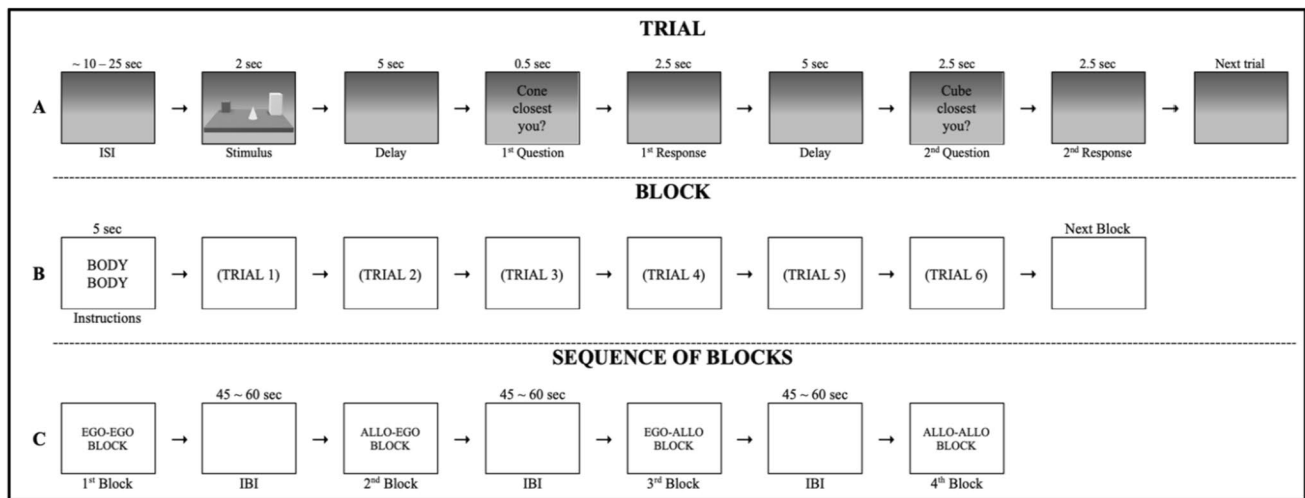 TRIAL
~ 10 – 25 sec 2 sec 5 sec 0.5 sec 2.5 sec 5 sec 2.5 sec 2.5 sec Next trial
A → → → Cone closest you? → → → Cube closest you? → →
ISI Stimulus Delay 1st Question 1st Response Delay 2nd Question 2nd Response
BLOCK
5 sec Next Block
B BODY BODY → (TRIAL 1) → (TRIAL 2) → (TRIAL 3) → (TRIAL 4) → (TRIAL 5) → (TRIAL 6) →
Instructions
SEQUENCE OF BLOCKS
45 ~ 60 sec 45 ~ 60 sec 45 ~ 60 sec
C EGO-EGO BLOCK → → ALLO-EGO BLOCK → → EGO-ALLO BLOCK → → ALLO-ALLO BLOCK
1st Block IBI 2nd Block IBI 3rd Block IBI 4th Block